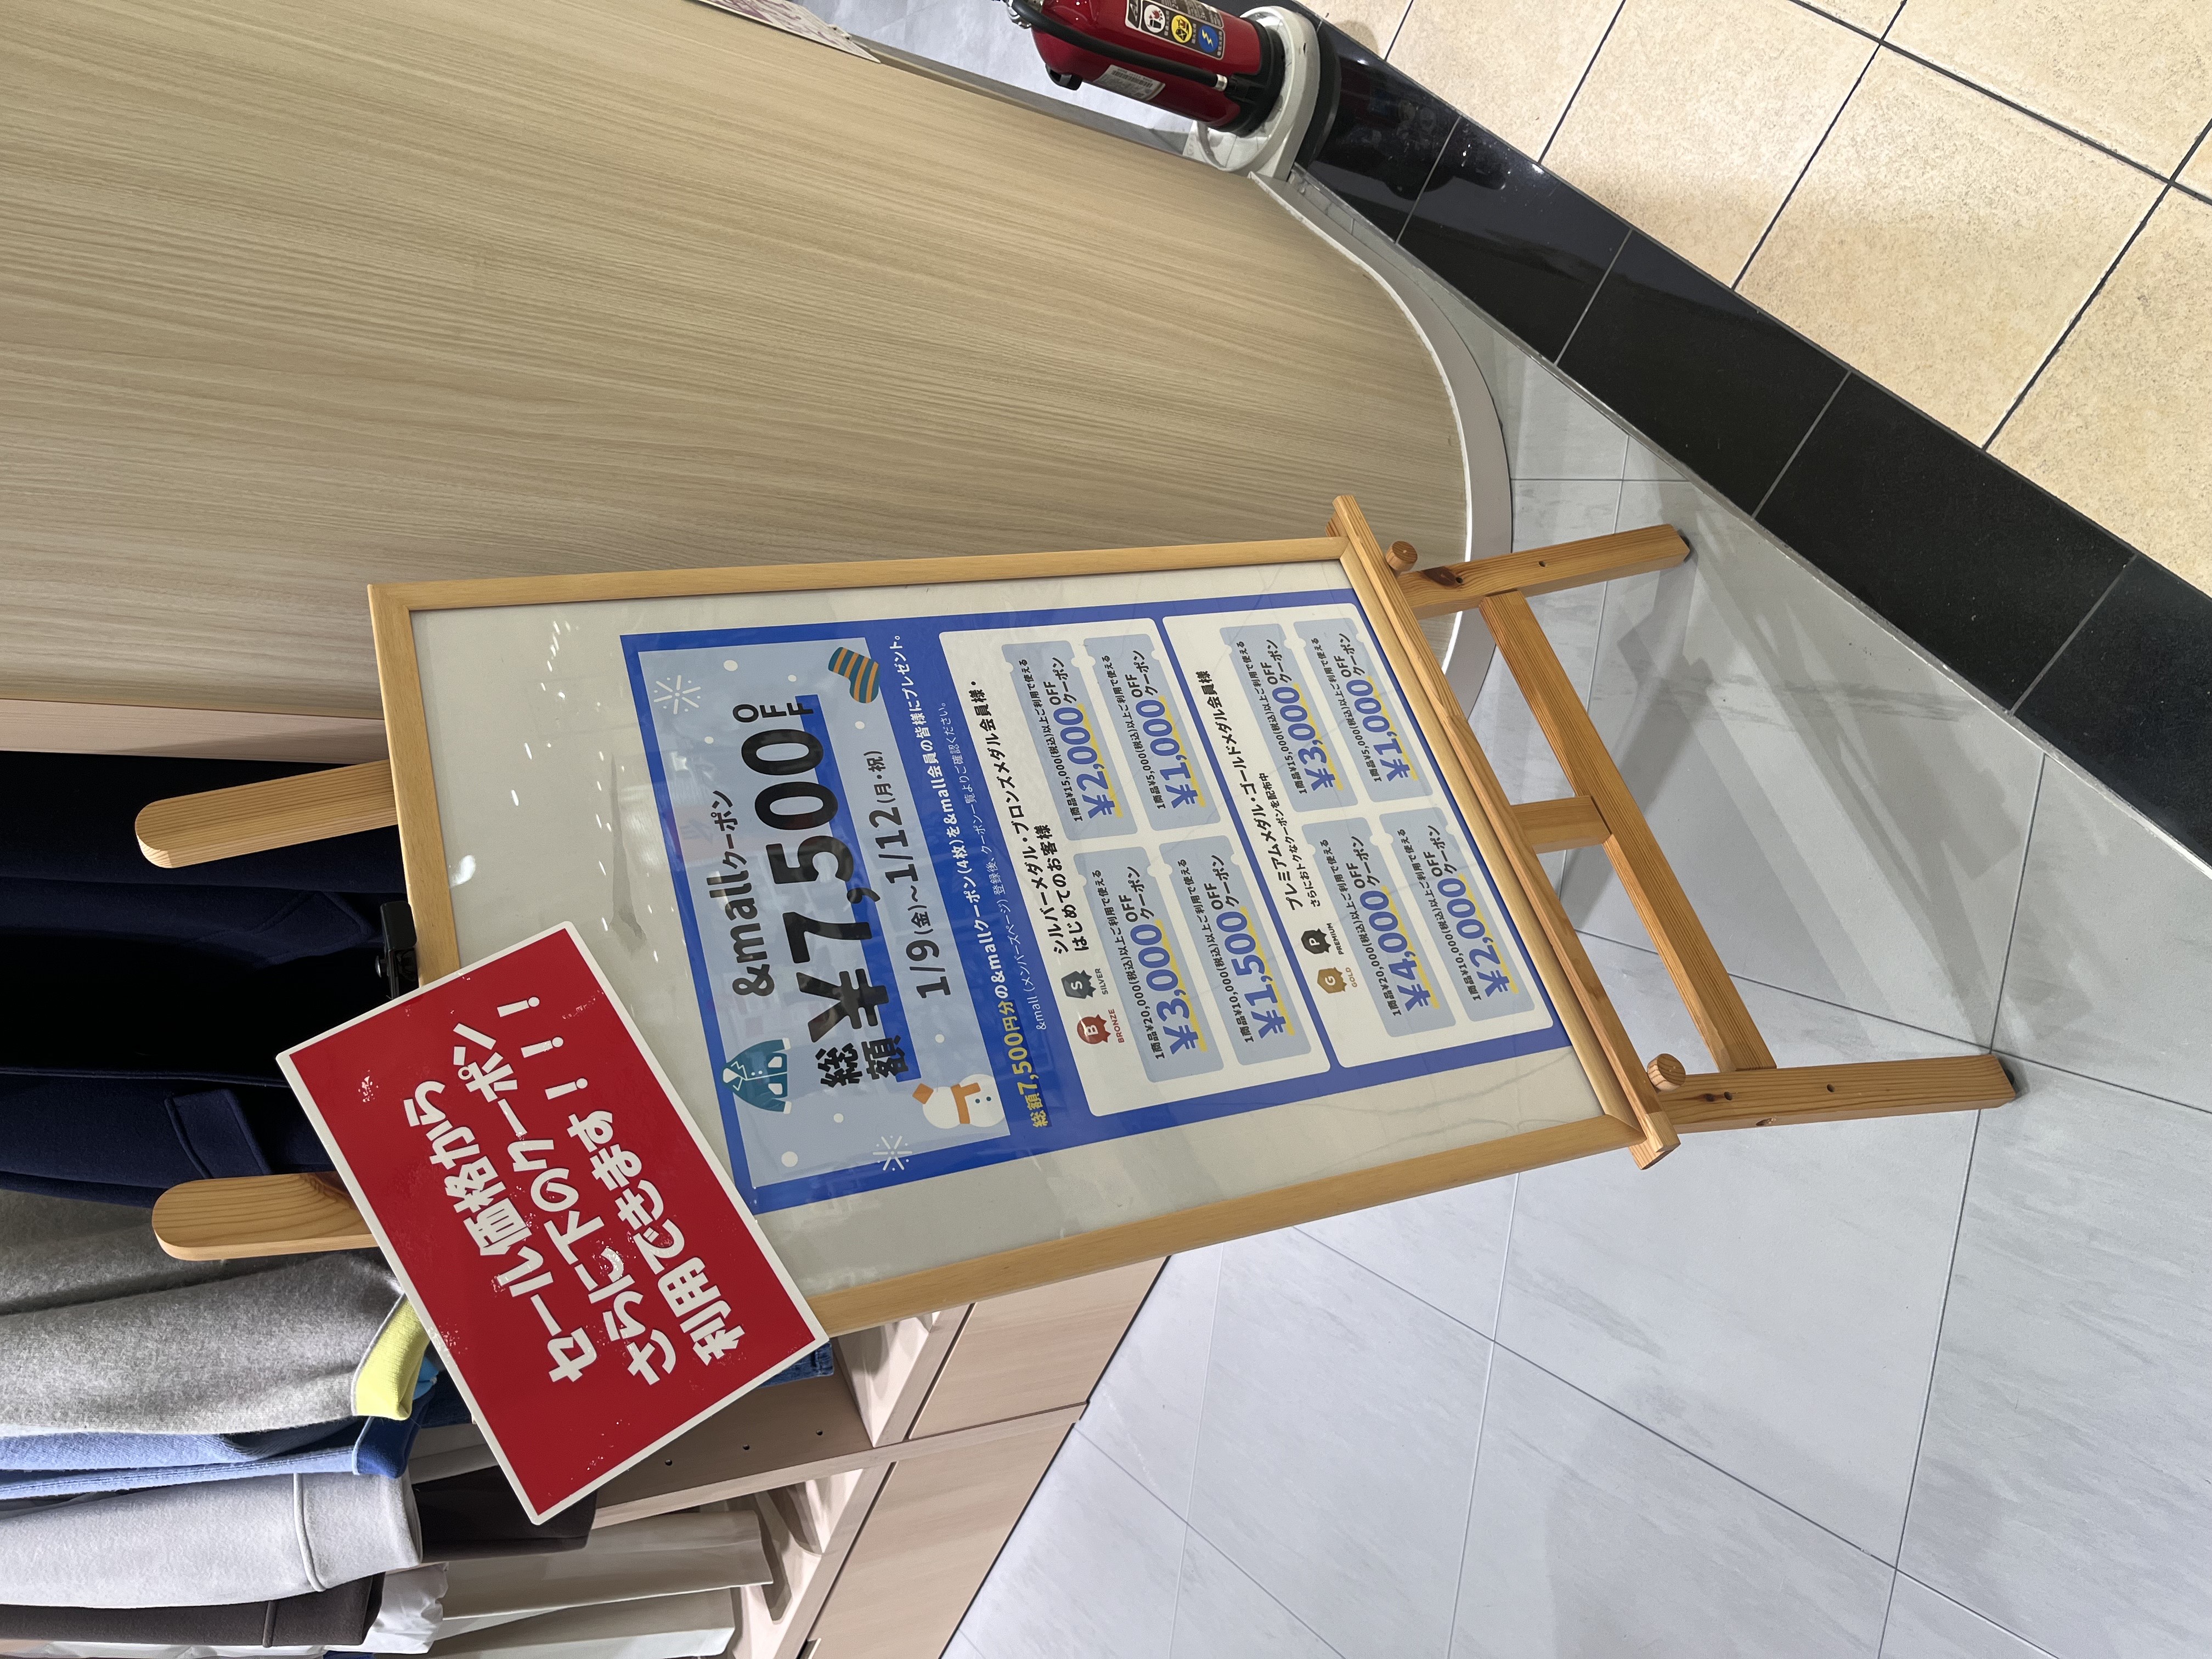 セール価格から
さらに下のクーポン
利用できます！！！
&mallクーポン
総額¥7,500OFF
1/9(金)～1/12(月・祝)
総額7,500円分の&mallクーポン(4枚)を&mall会員の皆様にプレゼント。
&mall (メンバーズページ) 登録後、クーポン一覧よりご確認ください。
B
BRONZE
S
SILVER
シルバーメダル・ブロンズメダル会員様・
はじめてのお客様
1商品¥20,000(税込)以上ご利用で使える
¥3,000OFFクーポン
1商品¥15,000(税込)以上ご利用で使える
¥2,000OFFクーポン
1商品¥10,000(税込)以上ご利用で使える
¥1,500OFFクーポン
1商品¥5,000(税込)以上ご利用で使える
¥1,000OFFクーポン
G
GOLD
P
PREMIUM
プレミアムメダル・ゴールドメダル会員様
さらにおトクなクーポンを配布中
1商品¥20,000(税込)以上ご利用で使える
¥4,000OFFクーポン
1商品¥15,000(税込)以上ご利用で使える
¥3,000OFFクーポン
1商品¥10,000(税込)以上ご利用で使える
¥2,000OFFクーポン
1商品¥5,000(税込)以上ご利用で使える
¥1,000OFFクーポン